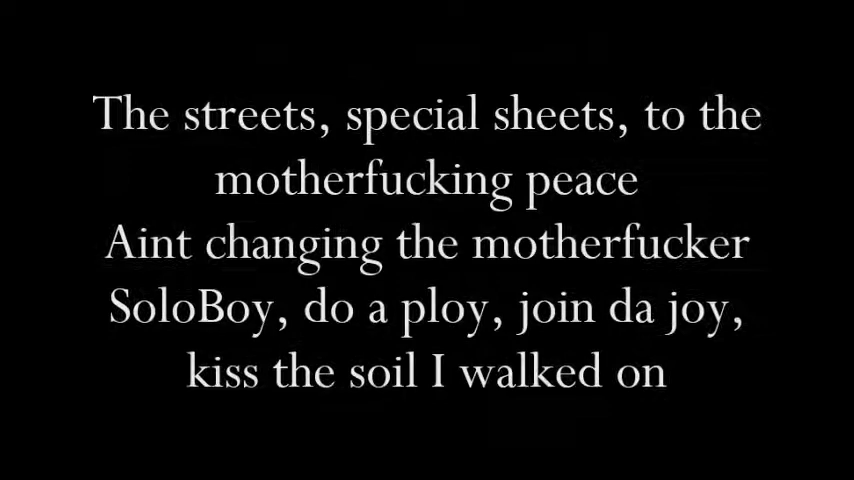 The streets, special sheets, to the
motherfucking peace
Aint changing the motherfucker
SoloBoy, do a ploy, join da joy,
kiss the soil I walked on